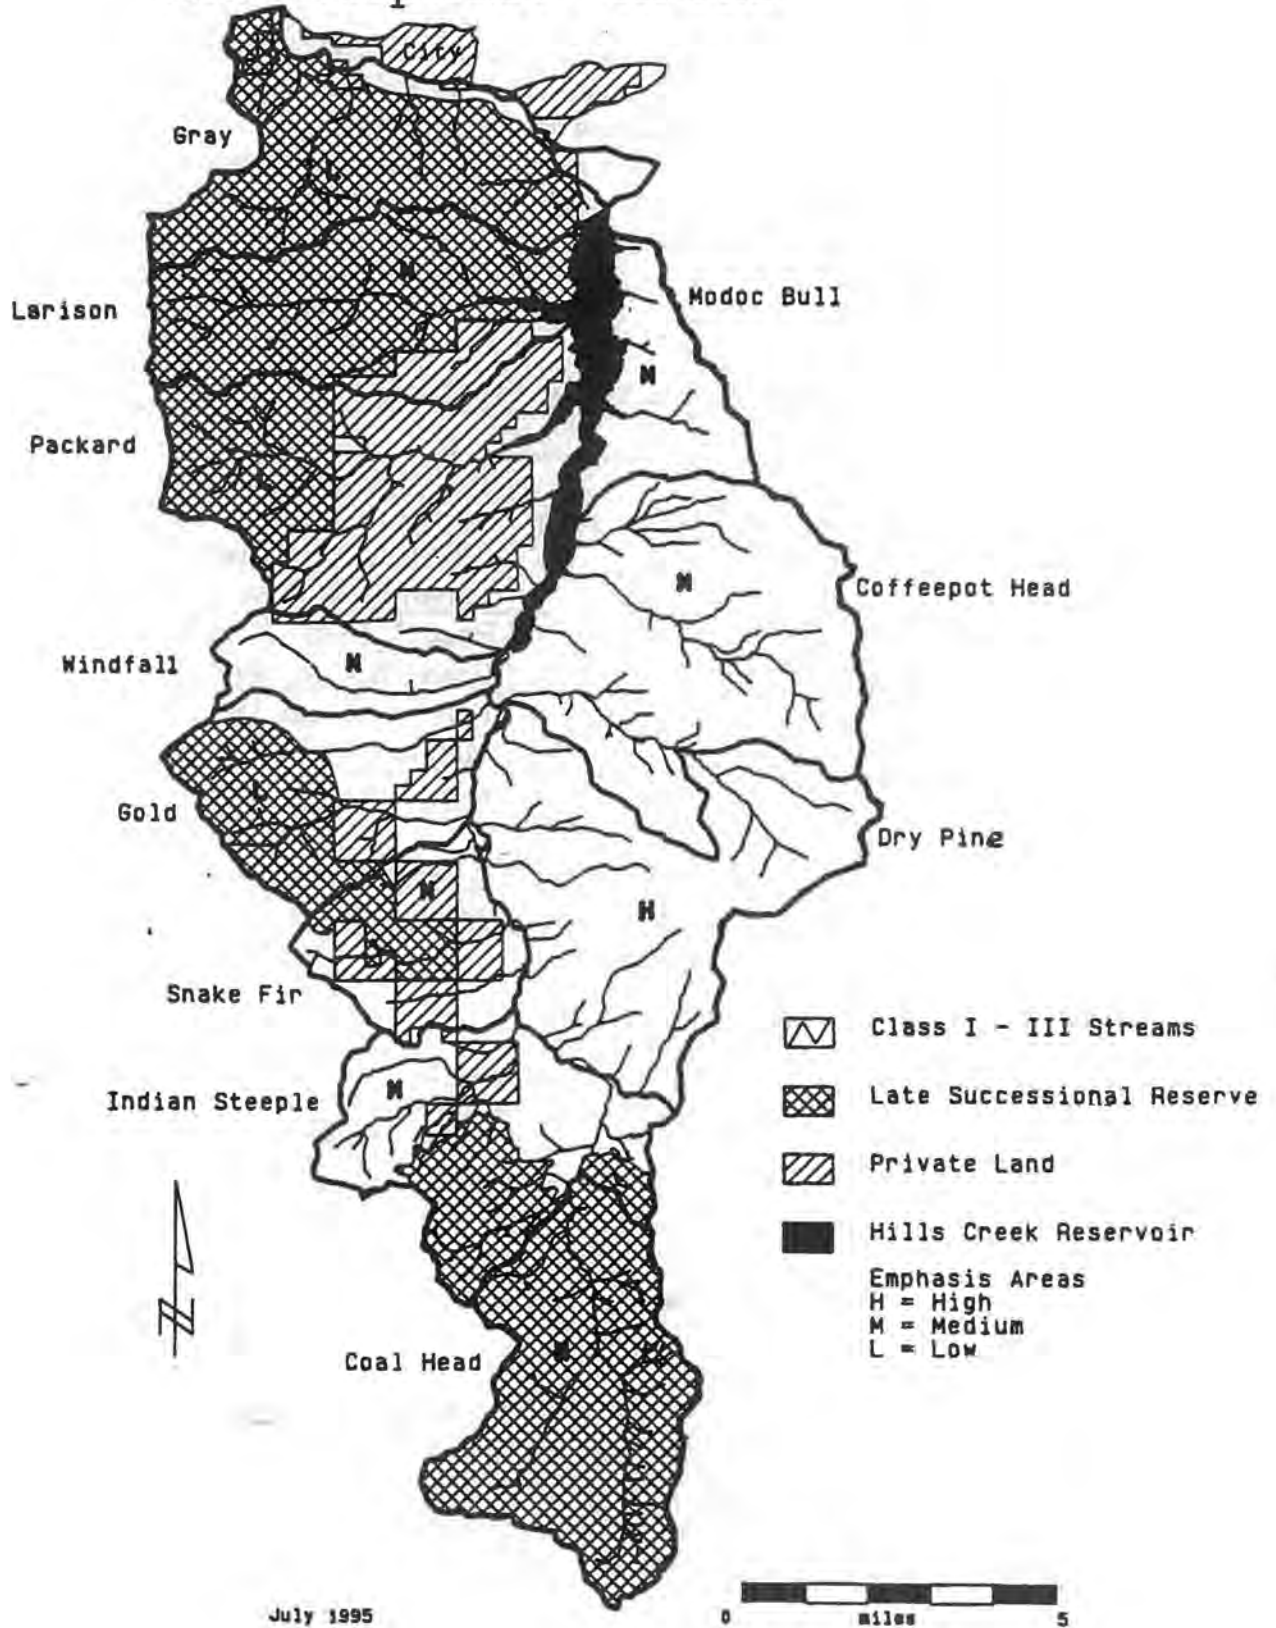 City
Gray
L
M
Larison
Modoc Bull
M
Packard
L
M
Coffeepot Head
Windfall
M
L
Gold
Dry Pine
M
H
Snake Fir
Class I - III Streams
M
Indian Steeple
Late Successional Reserve
Private Land
Hills Creek Reservoir
Emphasis Areas
H = High
M = Medium
L = Low
Coal Head
M
July 1995
0 miles 5